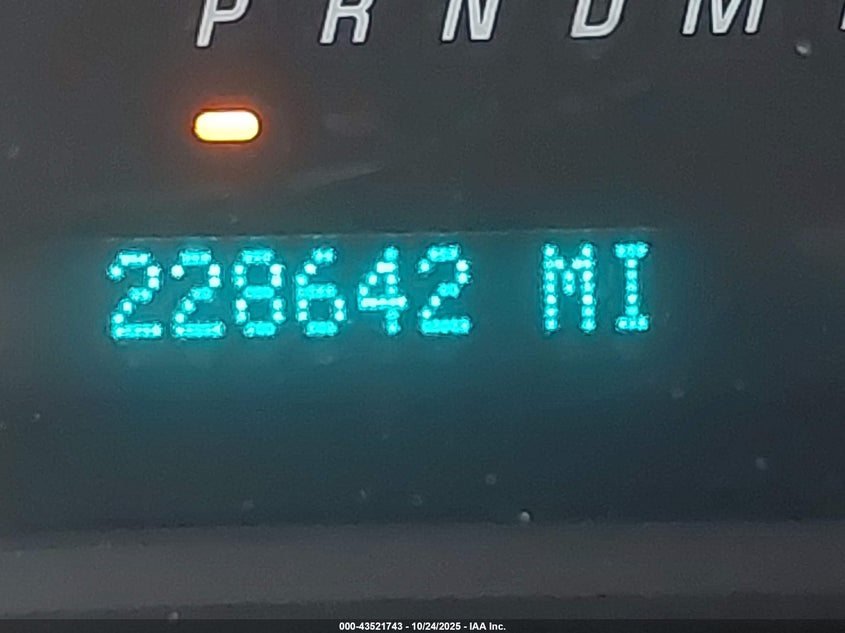 P R N D M
228642 MI
000-43521743 - 10/24/2025 - IAA Inc.